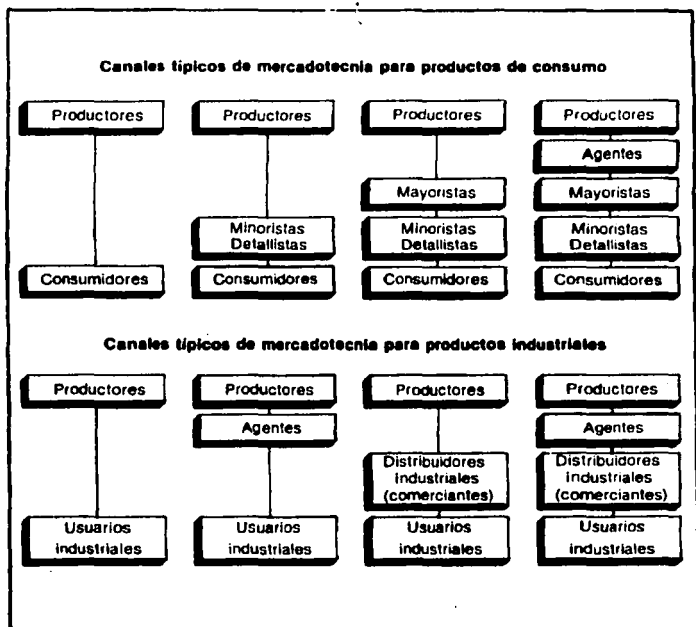 Canales típicos de mercadotecnia para productos de consumo
Productores
Productores
Productores
Productores
Agentes
Mayoristas
Mayoristas
Minoristas
Detallistas
Minoristas
Detallistas
Minoristas
Detallistas
Consumidores
Consumidores
Consumidores
Consumidores
Canales típicos de mercadotecnia para productos industriales
Productores
Productores
Productores
Productores
Agentes
Agentes
Distribuidores
Industriales
(comerciantes)
Distribuidores
Industriales
(comerciantes)
Usuarios
industriales
Usuarios
industriales
Usuarios
industriales
Usuarios
industriales